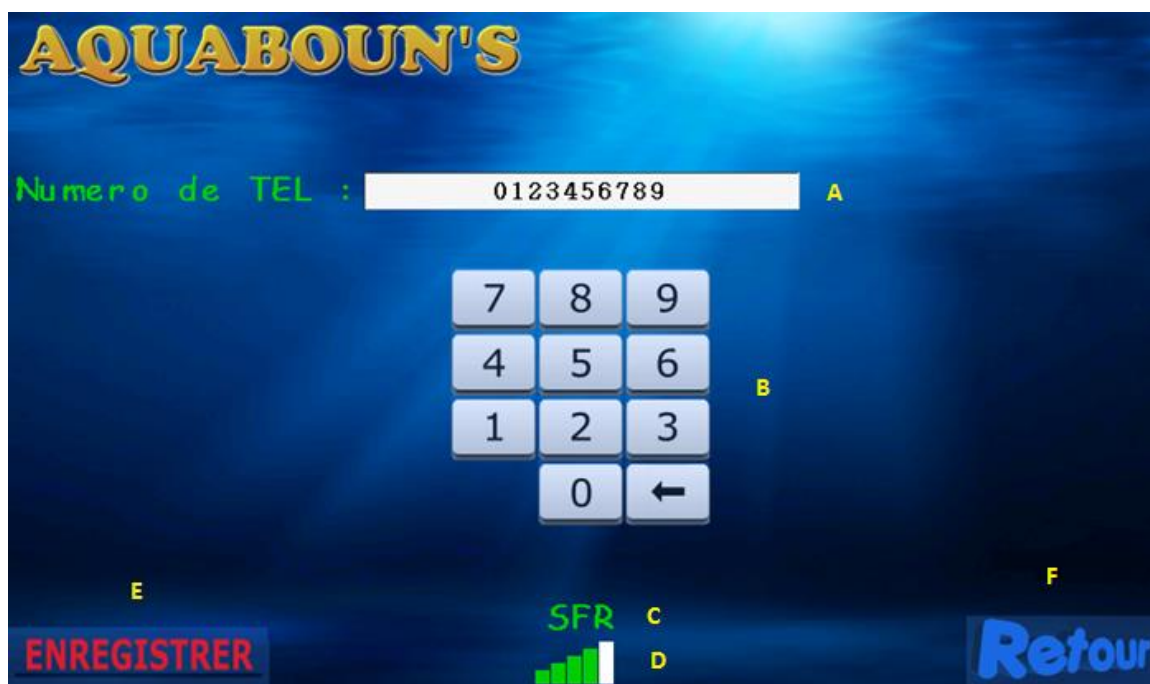 AQUABOUN'S
Numero de TEL : 0123456789 A
7 8 9
4 5 6
B
1 2 3
0 ←
E
F
SFR C
ENREGISTRER
D
Retour